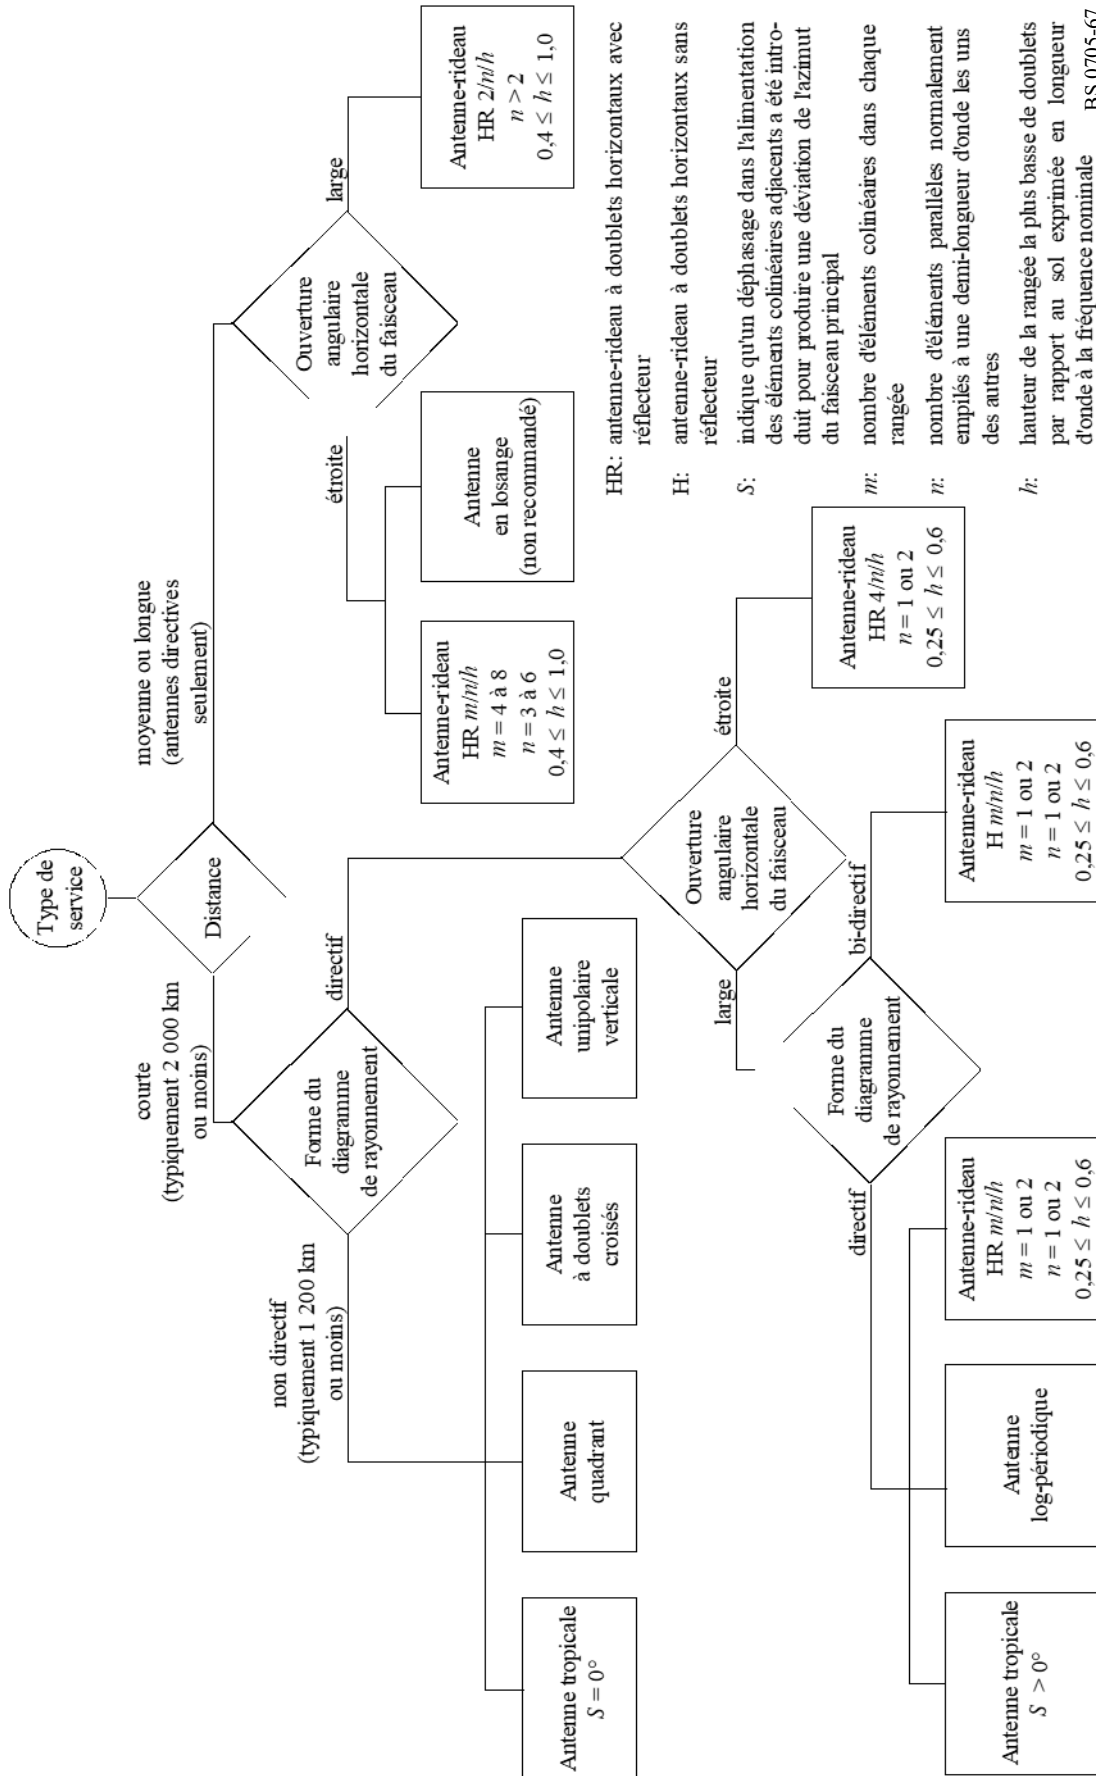 Type de
service
Distance
courte
(typiquement 2 000 km
ou moins)
moyenne ou longue
(antennes directives
seulement)
Forme du
diagramme
de rayonnement
non directif
(typiquement 1 200 km
ou moins)
directif
Ouverture
angulaire
horizontale
du faisceau
étroite
large
Antenne-rideau
HR m/n/h
m = 4 à 8
n = 3 à 6
0,4 ≤ h ≤ 1,0
Antenne
en losange
(non recommandé)
Antenne-rideau
HR 2/n/h
n > 2
0,4 ≤ h ≤ 1,0
Antenne tropicale
S = 0°
Antenne
quadrant
Antenne
à doublets
croisés
Antenne
unipolaire
verticale
Ouverture
angulaire
horizontale
du faisceau
large
étroite
Antenne-rideau
HR 4/n/h
n = 1 ou 2
0,25 ≤ h ≤ 0,6
Forme du
diagramme
de rayonnement
directif
bi-directif
Antenne tropicale
S > 0°
Antenne
log-périodique
Antenne-rideau
HR m/n/h
m = 1 ou 2
n = 1 ou 2
0,25 ≤ h ≤ 0,6
Antenne-rideau
H m/n/h
m = 1 ou 2
n = 1 ou 2
0,25 ≤ h ≤ 0,6
HR: antenne-rideau à doublets horizontaux avec
réflecteur
H: antenne-rideau à doublets horizontaux sans
réflecteur
S: indique qu'un déphasage dans l'alimentation
des éléments colinéaires adjacents a été intro-
duit pour produire une déviation de l'azimut
du faisceau principal
m: nombre d'éléments colinéaires dans chaque
rangée
n: nombre d'éléments parallèles normalement
empilés à une demi-longueur d'onde les uns
des autres
h: hauteur de la rangée la plus basse de doublets
par rapport au sol exprimée en longueur
d'onde à la fréquence nominale
BS.0705-67